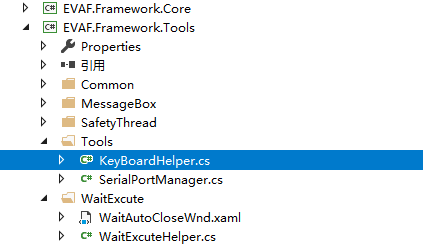 EVAF.Framework.Core
EVAF.Framework.Tools
Properties
引用
Common
MessageBox
SafetyThread
Tools
KeyBoardHelper.cs
SerialPortManager.cs
WaitExcute
WaitAutoCloseWnd.xaml
WaitExcuteHelper.cs